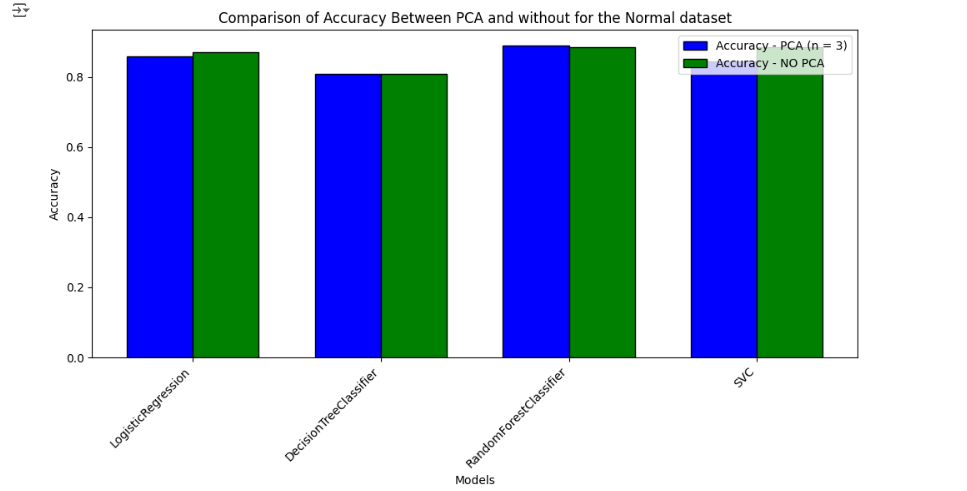 Comparison of Accuracy Between PCA and without for the Normal dataset
Accuracy - PCA (n = 3)
Accuracy - NO PCA
Accuracy
0.8
0.6
0.4
0.2
0.0
LogisticRegression
DecisionTreeClassifier
RandomForestClassifier
SVC
Models